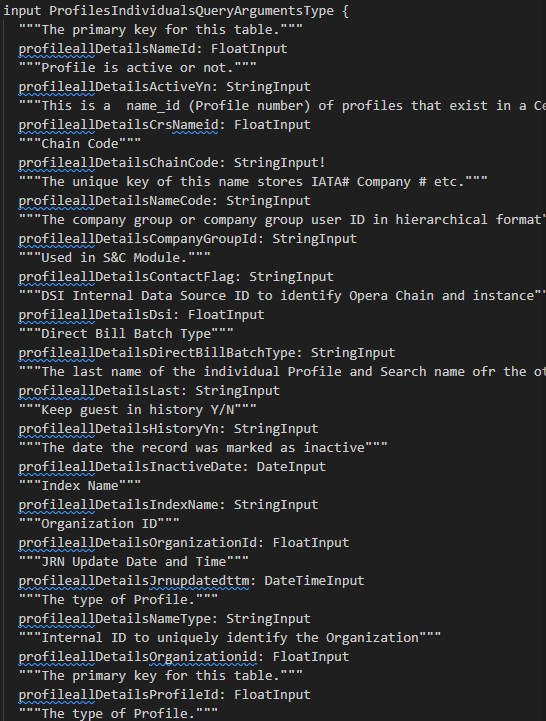 input ProfilesIndividualsQueryArgumentsType {
"""The primary key for this table."""
profileallDetailsNameId: FloatInput
"""Profile is active or not."""
profileallDetailsActiveYn: StringInput
"""This is a  name_id (Profile number) of profiles that exist in a Ce
profileallDetailsCrsNameid: FloatInput
"""Chain Code"""
profileallDetailsChainCode: StringInput!
"""The unique key of this name stores IATA# Company # etc."""
profileallDetailsNameCode: StringInput
"""The company group or company group user ID in hierarchical format"
profileallDetailsCompanyGroupId: StringInput
"""Used in S&C Module."""
profileallDetailsContactFlag: StringInput
"""DSI Internal Data Source ID to identify Opera Chain and instance""
profileallDetailsDsi: FloatInput
"""Direct Bill Batch Type"""
profileallDetailsDirectBillBatchType: StringInput
"""The last name of the individual Profile and Search name ofr the ot
profileallDetailsLast: StringInput
"""Keep guest in history Y/N"""
profileallDetailsHistoryYn: StringInput
"""The date the record was marked as inactive"""
profileallDetailsInactiveDate: DateInput
"""Index Name"""
profileallDetailsIndexName: StringInput
"""Organization ID"""
profileallDetailsOrganizationId: FloatInput
"""JRN Update Date and Time"""
profileallDetailsJrnupdatedttm: DateTimeInput
"""The type of Profile."""
profileallDetailsNameType: StringInput
"""Internal ID to uniquely identify the Organization"""
profileallDetailsOrganizationid: FloatInput
"""The primary key for this table."""
profileallDetailsProfileId: FloatInput
"""The type of Profile."""